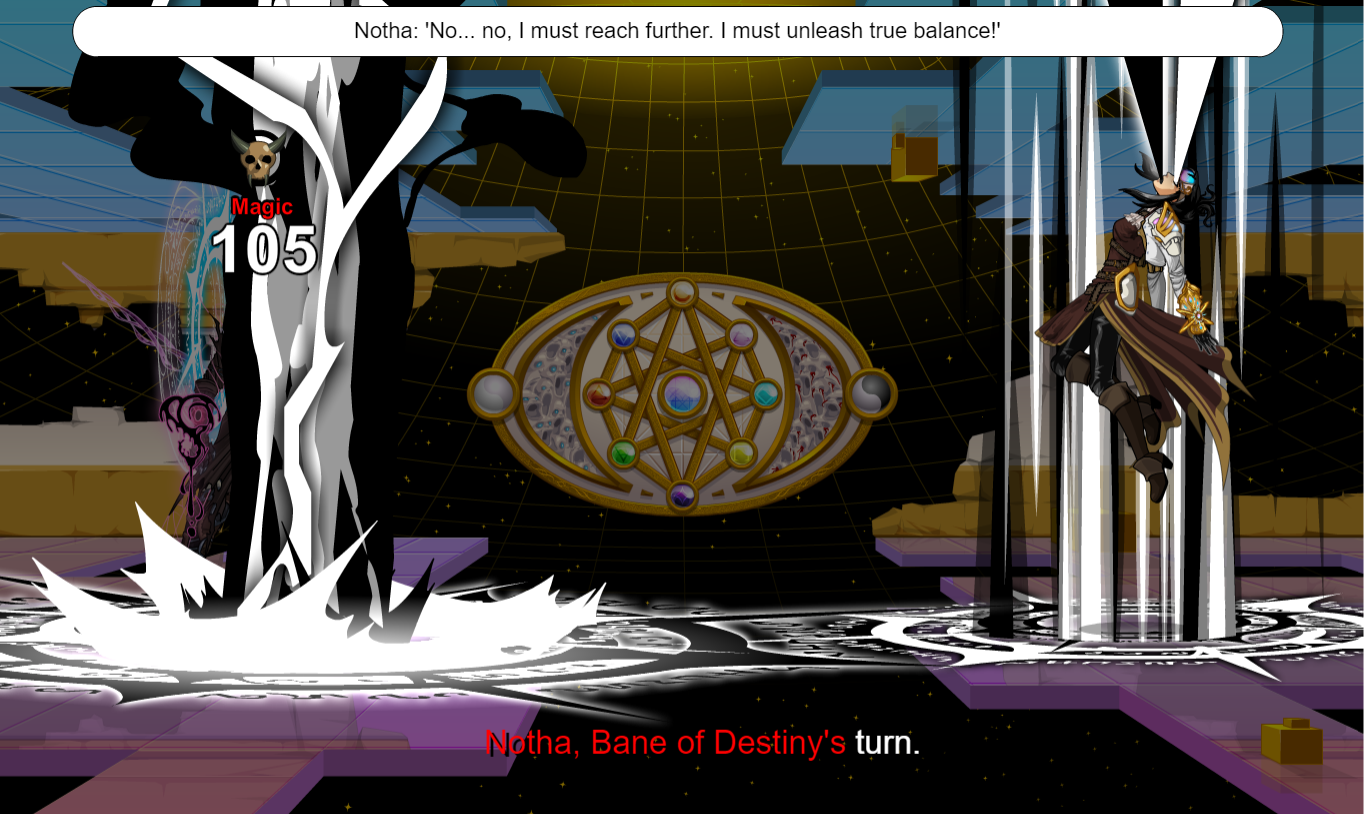 Notha: 'No... no, I must reach further. I must unleash true balance!'
Magic
105
Notha, Bane of Destiny's turn.